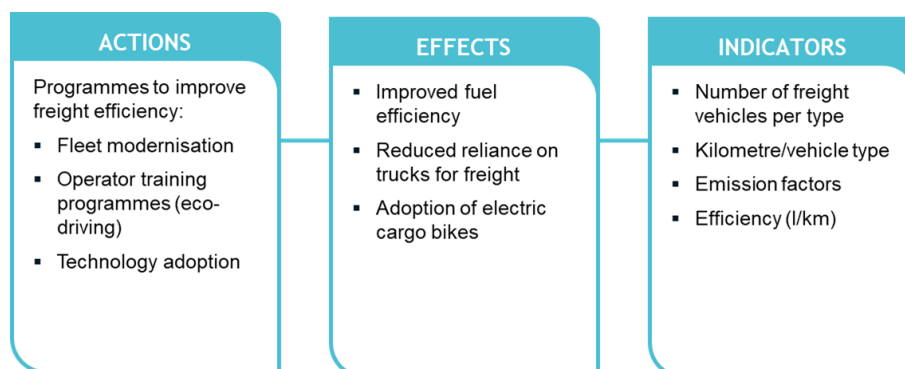 ACTIONS
Programmes to improve
freight efficiency:
▪ Fleet modernisation
▪ Operator training
programmes (eco-
driving)
▪ Technology adoption
EFFECTS
▪ Improved fuel
efficiency
▪ Reduced reliance on
trucks for freight
▪ Adoption of electric
cargo bikes
INDICATORS
▪ Number of freight
vehicles per type
▪ Kilometre/vehicle type
▪ Emission factors
▪ Efficiency (l/km)